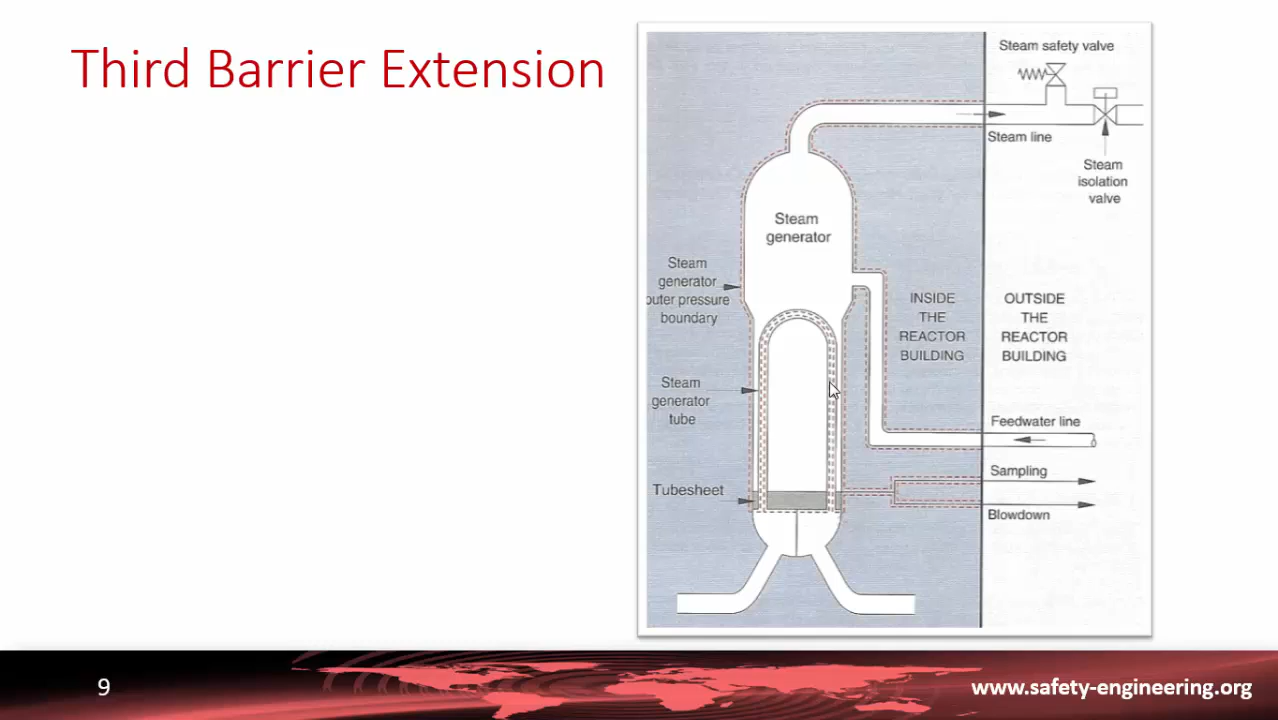 Third Barrier Extension
Steam safety valve
Steam line
Steam
isolation
valve
Steam
generator
Steam
generator
outer pressure
boundary
INSIDE
THE
REACTOR
BUILDING
OUTSIDE
THE
REACTOR
BUILDING
Steam
generator
tube
Feedwater line
Sampling
Tubesheet
Blowdown
9
www.safety-engineering.org